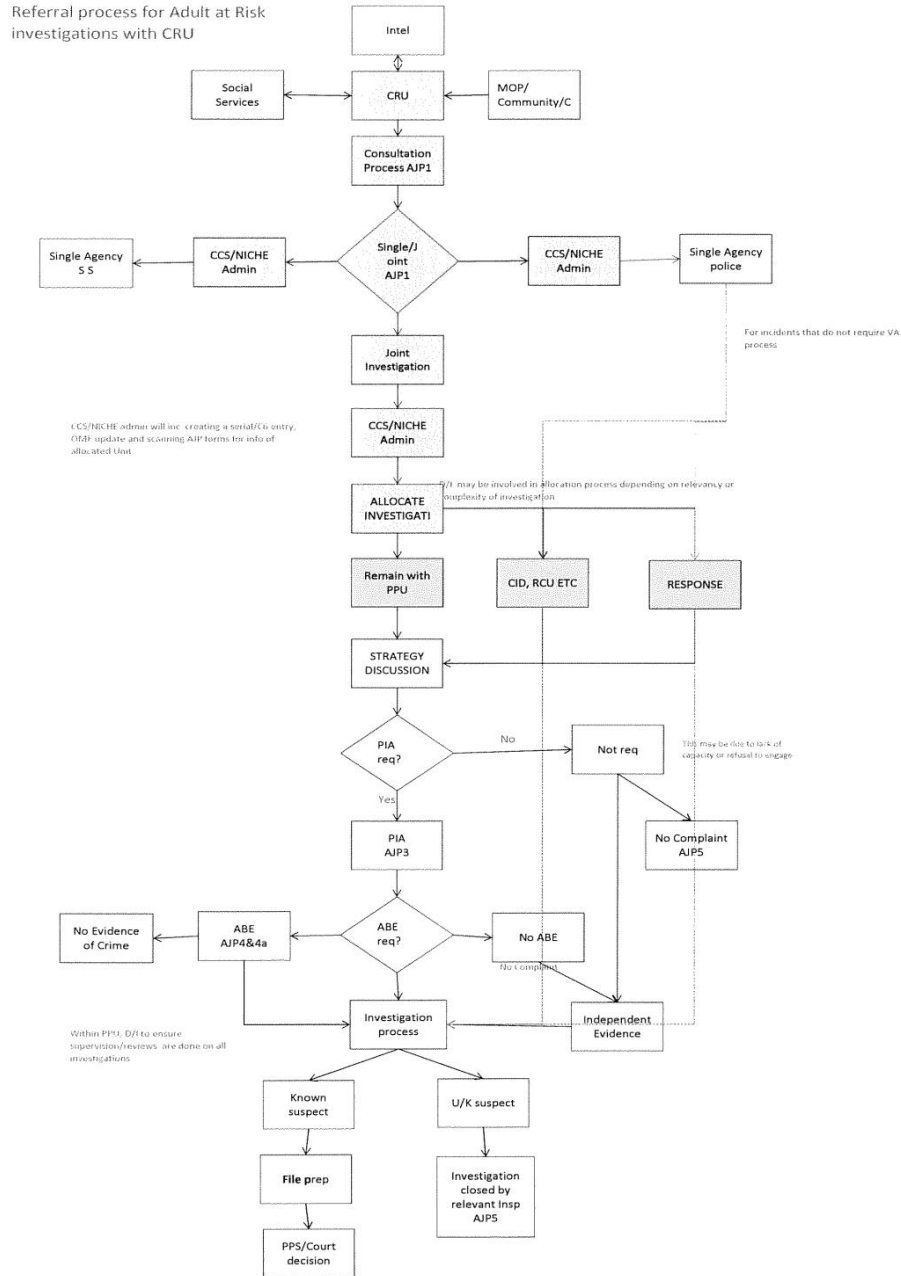 Referral process for Adult at Risk
investigations with CRU
Intel
Social
Services
CRU
MOP/
Community/C
Consultation
Process AJP1
Single Agency
S S
CCS/NICHE
Admin
Single/J
oint
AJP1
CCS/NICHE
Admin
Single Agency
police
For incidents that do not require VA
process
Joint
Investigation
CCS/NICHE admin will inc creating a serial/C6 entry,
OMF update and scanning AJP forms for info of
allocated Unit
CCS/NICHE
Admin
D/I may be involved in allocation process depending on relevancy or
complexity of investigation
ALLOCATE
INVESTIGATI
Remain with
PPU
CID, RCU ETC
RESPONSE
STRATEGY
DISCUSSION
PIA
req?
No
Not req
This may be due to lack of
capacity or refusal to engage
Yes
PIA
AJP3
No Complaint
AJP5
No Evidence
of Crime
ABE
AJP4&4a
ABE
req?
No ABE
No Complaint
Within PPU, D/I to ensure
supervision/reviews are done on all
investigations
Investigation
process
Independent
Evidence
Known
suspect
U/K suspect
File prep
Investigation
closed by
relevant Insp
AJP5
PPS/Court
decision